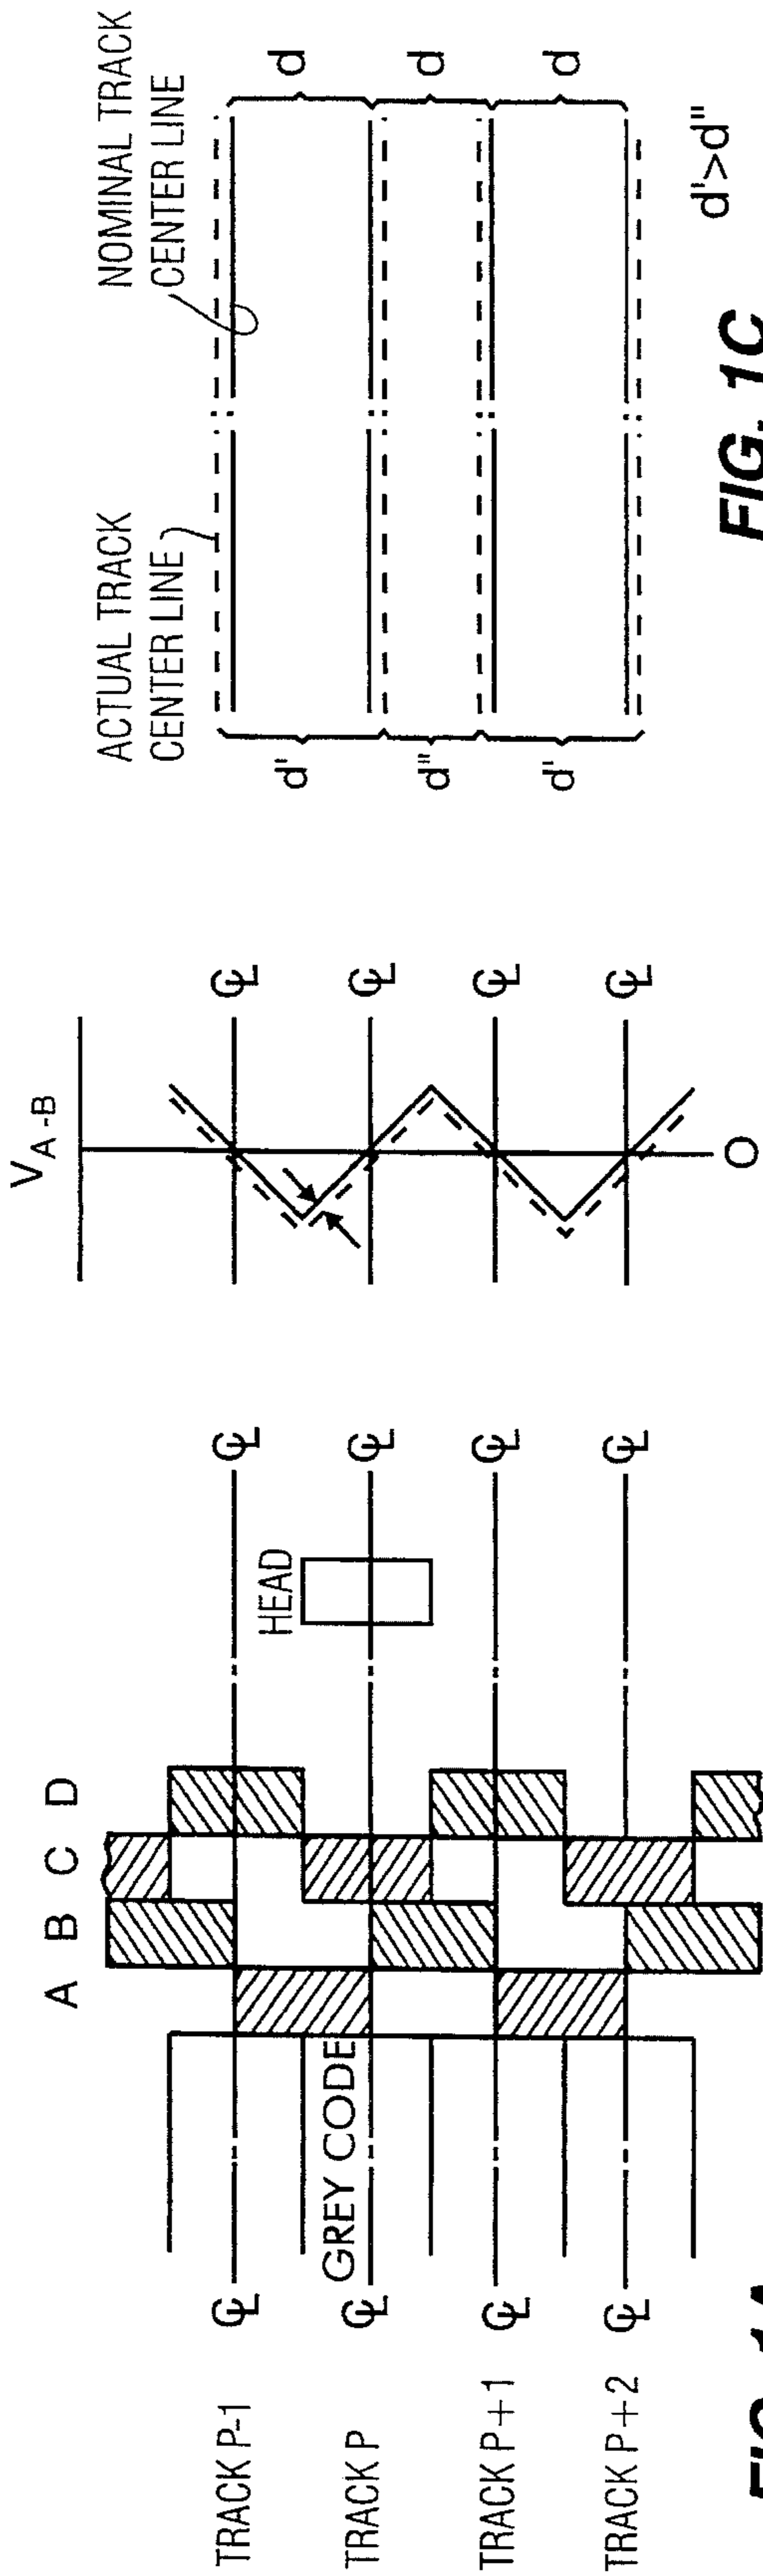 TRACK P-1
TRACK P
TRACK P+1
TRACK P+2
℄
℄
℄
℄
GREY CODE
A
B
C
D
HEAD
℄
℄
℄
℄
V A-B
℄
℄
℄
℄
O
ACTUAL TRACK
CENTER LINE
NOMINAL TRACK
CENTER LINE
d'
d"
d'
d
d
d
d'>d"
FIG. 1C